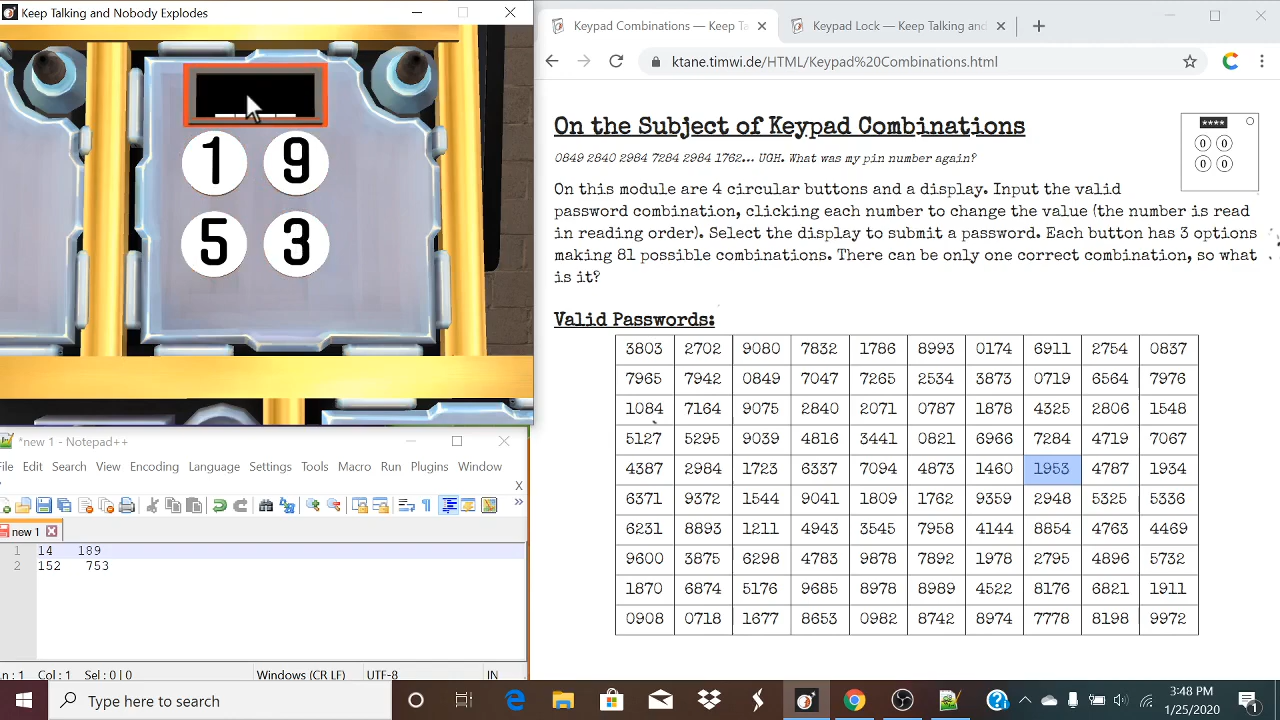 Keep Talking and Nobody Explodes
1 9
5 3
*new 1 - Notepad++
File Edit Search View Encoding Language Settings Tools Macro Run Plugins Window
X
»
new 1
1 14 189
2 152 753
Ln : 1 Col : 1 Sel : 0 | 0 Windows (CR LF) UTF-8 IN
Keypad Combinations — Keep T
Keypad Lock — Keep Talking and
ktane.timwi.de/HTML/Keypad%20Combinations.html
On the Subject of Keypad Combinations
****
0 0
0 0
0849 2840 2984 7284 2984 1762... UGH. What was my pin number again?
On this module are 4 circular buttons and a display. Input the valid
password combination, clicking each number to change the value (the number is read
in reading order). Select the display to submit a password. Each button has 3 options
making 81 possible combinations. There can be only one correct combination, so what
is it?
Valid Passwords:
3803 2702 9080 7832 1786 8993 0174 6911 2754 0837
7965 7942 0849 7047 7265 2534 3873 0719 6564 7976
1084 7164 9075 2840 2071 0787 1878 4325 2806 1548
5127 5295 9039 4816 3441 0821 6966 7284 4719 7067
4387 2984 1723 6337 7094 4873 1460 1953 4787 1934
6371 9372 1544 9041 1809 1762 9359 2948 5325 5336
6231 8893 1211 4943 3545 7958 4144 8854 4763 4469
9600 3875 6298 4783 9878 7892 1978 2795 4896 5732
1870 6874 5176 9685 8978 8989 4522 8176 6821 1911
0908 0718 1677 8653 0982 8742 8974 7778 8198 9972
Type here to search
3:48 PM
1/25/2020
1